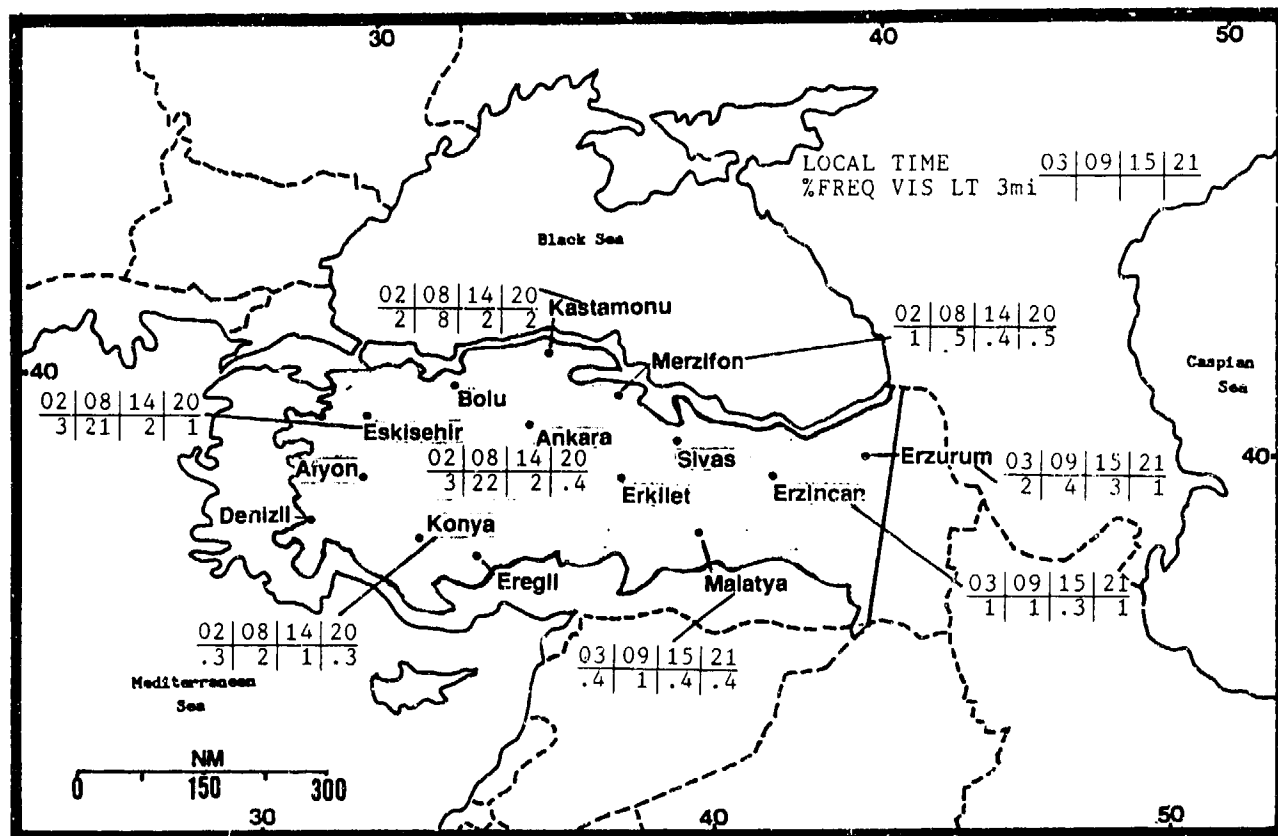 30 40 50
LOCAL TIME 03|09|15|21
%FREQ VIS LT 3mi
Black Sea
02|08|14|20
2|8|2|2
Kastamonu
02|08|14|20
1|.5|.4|.5
Merzifon
Caspian
Sea
40
Bolu
02|08|14|20
3|21|2|1
Eskisehir
Ankara
Sivas
Erzurum
40
03|09|15|21
2|4|3|1
Afyon
02|08|14|20
3|22|2|.4
Erkilet
Erzincan
Denizli
Konya
Eregli
Malatya
03|09|15|21
1|1|.3|1
02|08|14|20
.3|2|1|.3
03|09|15|21
.4|1|.4|.4
Mediterranean
Sea
NM
0 150 300
30 40 50